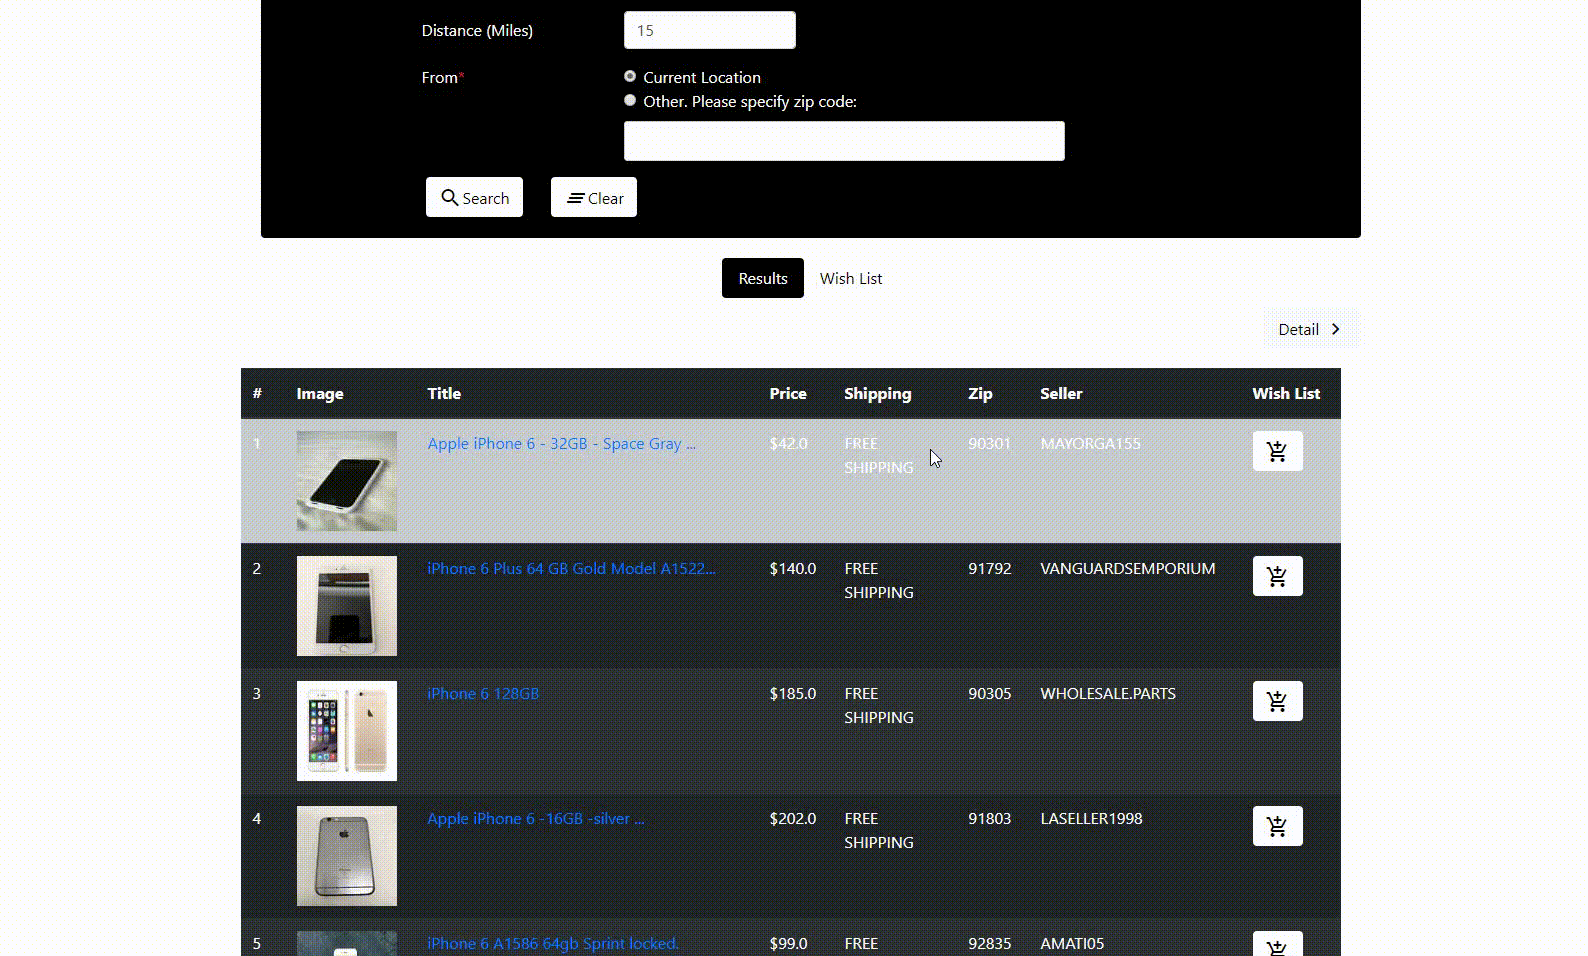 Distance (Miles) 15
From* Current Location
Other. Please specify zip code:
Search Clear
Results Wish List
Detail
# Image Title Price Shipping Zip Seller Wish List
1 Apple iPhone 6 - 32GB - Space Gray ... $42.0 FREE 90301 MAYORGA155
SHIPPING
2 iPhone 6 Plus 64 GB Gold Model A1522... $140.0 FREE 91792 VANGUARDSEMPORIUM
SHIPPING
3 iPhone 6 128GB $185.0 FREE 90305 WHOLESALE.PARTS
SHIPPING
4 Apple iPhone 6 -16GB -silver ... $202.0 FREE 91803 LASELLER1998
SHIPPING
5 iPhone 6 A1586 64gb Sprint locked. $99.0 FREE 92835 AMATI05